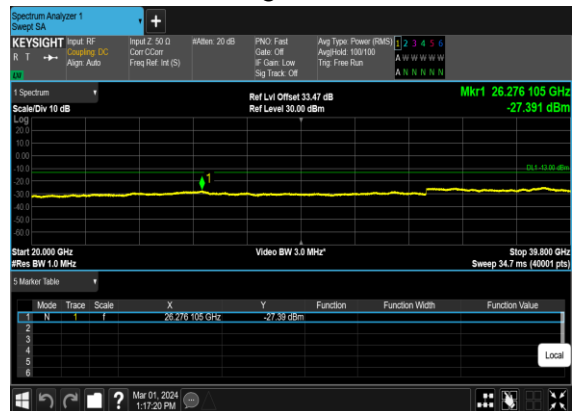 Spectrum Analyzer 1
Swept SA
+
KEYSIGHT Input: RF Input Z: 50 Ω #Atten: 20 dB PNO: Fast Avg Type: Power (RMS) 1 2 3 4 5 6
R T Coupling: DC Corr CCorr Gate: Off Avg|Hold: 100/100 A W W W W W
Align: Auto Freq Ref: Int (S) IF Gain: Low Trig: Free Run
Sig Track: Off A N N N N N
LXI
1 Spectrum Ref Lvl Offset 33.47 dB Mkr1 26.276 105 GHz
Scale/Div 10 dB Ref Level 30.00 dBm -27.391 dBm
Log
20.0
10.0
0.00
-10.0
DL1 -13.00 dBm
1
-20.0
-30.0
-40.0
-50.0
-60.0
Start 20.000 GHz Video BW 3.0 MHz* Stop 39.800 GHz
#Res BW 1.0 MHz Sweep 34.7 ms (40001 pts)
5 Marker Table
Mode Trace Scale X Y Function Function Width Function Value
1 N 1 f 26.276 105 GHz -27.39 dBm
2
3
4
5
6
Local
? Mar 01, 2024
1:17:20 PM